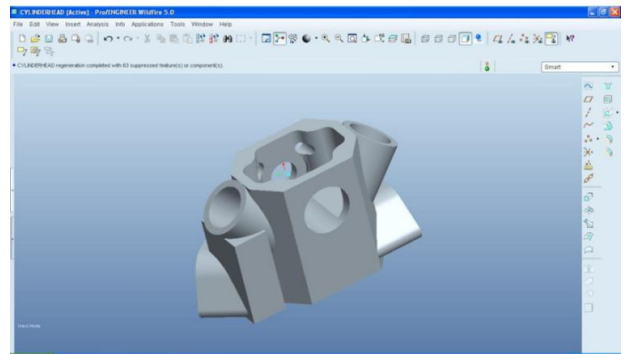 CYLINDERHEAD (Active) - Pro/ENGINEER Wildfire 5.0
File Edit View Insert Analysis Info Applications Tools Window Help
• CYLINDERHEAD regeneration completed with 63 suppressed feature(s) or component(s).
Smart